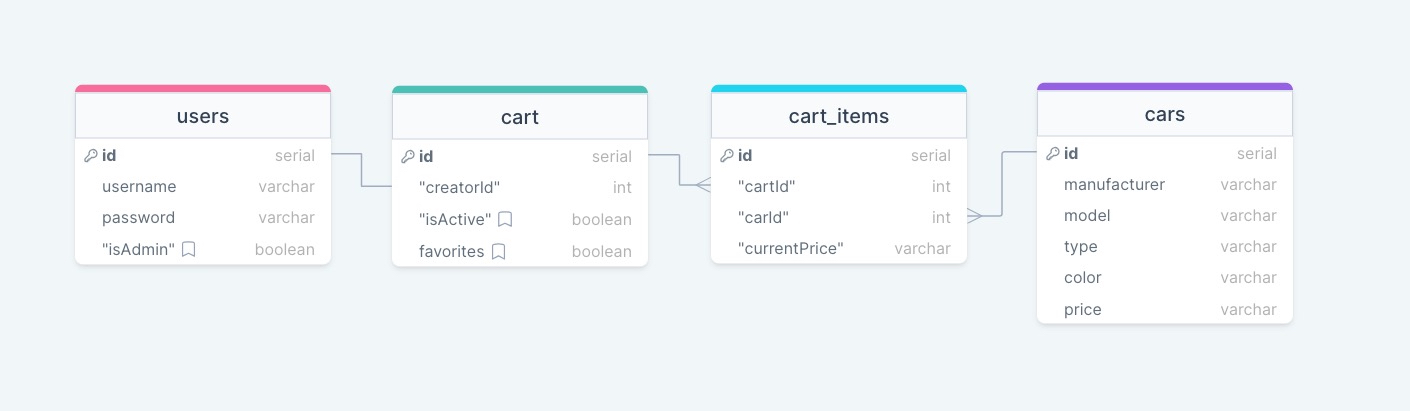 users
id serial
username varchar
password varchar
"isAdmin" boolean
cart
id serial
"creatorId" int
"isActive" boolean
favorites boolean
cart_items
id serial
"cartId" int
"carId" int
"currentPrice" varchar
cars
id serial
manufacturer varchar
model varchar
type varchar
color varchar
price varchar